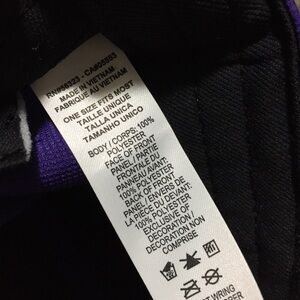 MADE IN VIETNAM
FABRIQUE AU VIETNAM
ONE SIZE FITS MOST
TAILLE UNIQUE
TALLA UNICA
TAMANHO UNICO
BODY / CORPS: 100%
POLYESTER
FACE OF FRONT
PANEL / PARTIE
FRONTALE DU
PANNEAU AVANT:
100% POLYESTER
BACK OF FRONT
PANEL / ENVERS DE
LA PIÈCE DU DEVANT:
100% POLYESTER
EXCLUSIVE OF
DECORATION /
DÉCORATION NON
COMPRISE
WRING